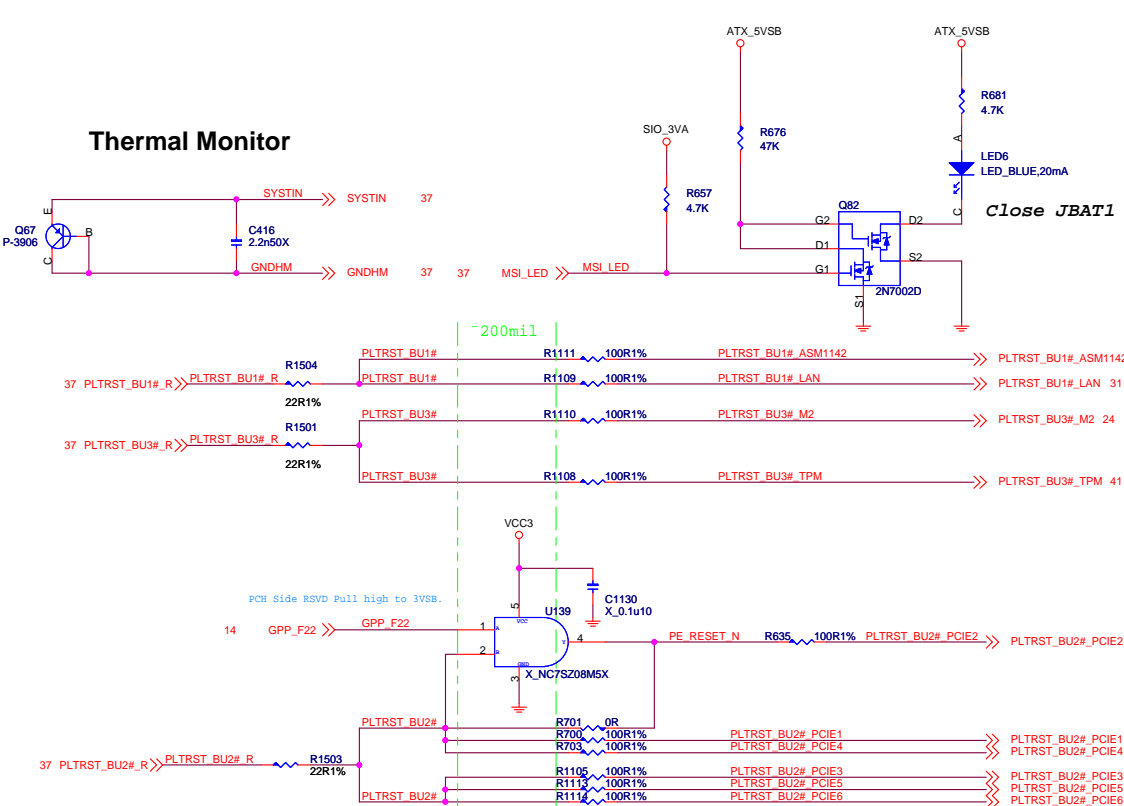 ATX_5VSB
ATX_5VSB
R681
4.7K
A
LED6
LED_BLUE,20mA
C
Close JBAT1
Thermal Monitor
SIO_3VA
R676
47K
R657
4.7K
Q82
G2
D2
D1
G1
S2
S1
2N7002D
SYSTIN
SYSTIN 37
Q67
P-3906
E
B
C
C416
2.2n50X
GNDHM
GNDHM 37
37 MSI_LED
MSI_LED
~200mil
PLTRST_BU1#
R1111
100R1%
PLTRST_BU1#_ASM1142
PLTRST_BU1#_ASM1142
R1504
37 PLTRST_BU1#_R
PLTRST_BU1#_R
22R1%
PLTRST_BU1#
R1109
100R1%
PLTRST_BU1#_LAN
PLTRST_BU1#_LAN 31
PLTRST_BU3#
R1110
100R1%
PLTRST_BU3#_M2
PLTRST_BU3#_M2 24
R1501
37 PLTRST_BU3#_R
PLTRST_BU3#_R
22R1%
PLTRST_BU3#
R1108
100R1%
PLTRST_BU3#_TPM
PLTRST_BU3#_TPM 41
VCC3
C1130
X_0.1u10
PCH Side RSVD Pull high to 3VSB.
14 GPP_F22
GPP_F22
1
2
5
3
4
VCC
A
B
Y
GND
U139
X_NC7SZ08M5X
PE_RESET_N
R635
100R1%
PLTRST_BU2#_PCIE2
PLTRST_BU2#_PCIE2
PLTRST_BU2#
R701
0R
R700
100R1%
PLTRST_BU2#_PCIE1
PLTRST_BU2#_PCIE1
R703
100R1%
PLTRST_BU2#_PCIE4
PLTRST_BU2#_PCIE4
37 PLTRST_BU2#_R
PLTRST_BU2#_R
R1503
22R1%
R1105
100R1%
PLTRST_BU2#_PCIE3
PLTRST_BU2#_PCIE3
R1113
100R1%
PLTRST_BU2#_PCIE5
PLTRST_BU2#_PCIE5
PLTRST_BU2#
R1114
100R1%
PLTRST_BU2#_PCIE6
PLTRST_BU2#_PCIE6